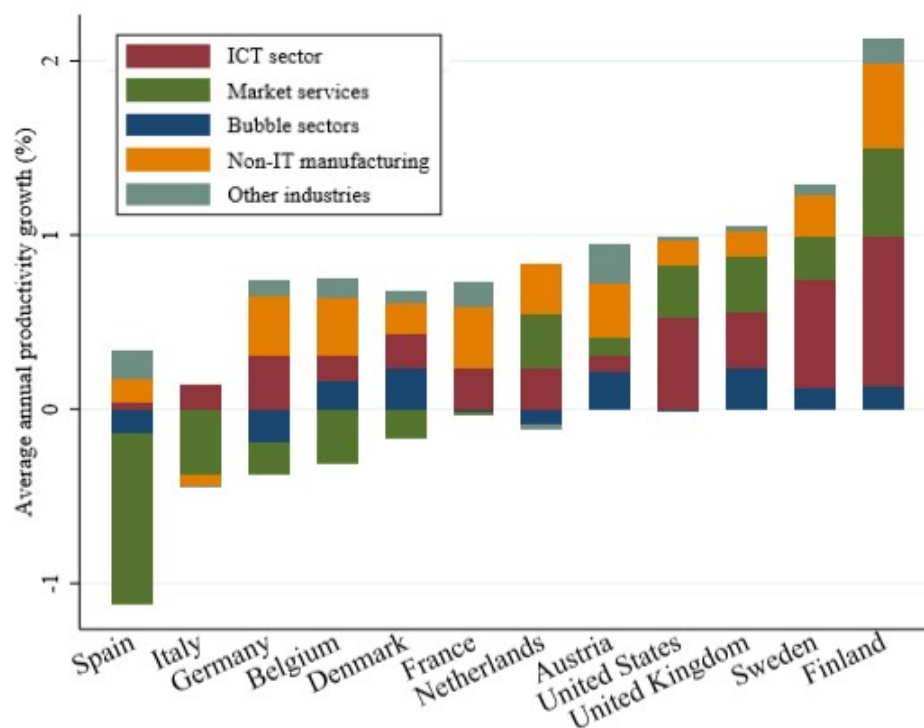 ICT sector
Market services
Bubble sectors
Non-IT manufacturing
Other industries
Average annual productivity growth (%)
2
1
0
-1
Spain
Italy
Germany
Belgium
Denmark
France
Netherlands
Austria
United States
United Kingdom
Sweden
Finland